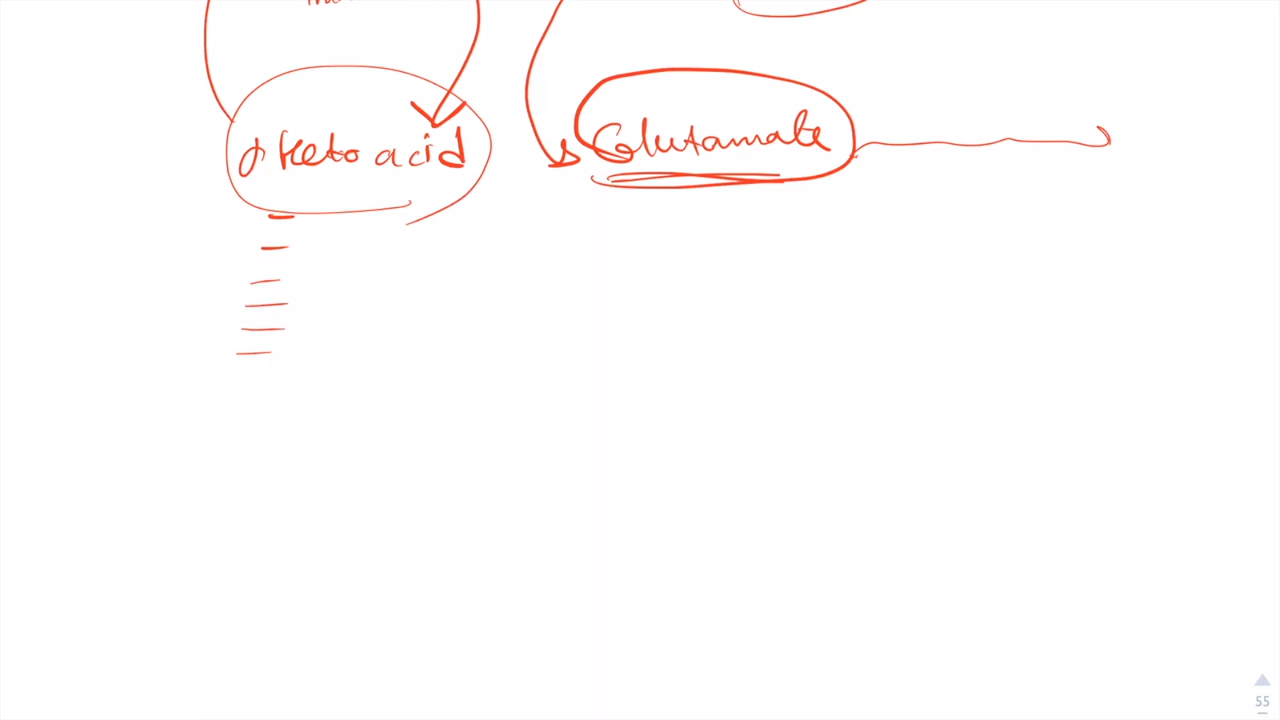 α Keto acid
Glutamate
55